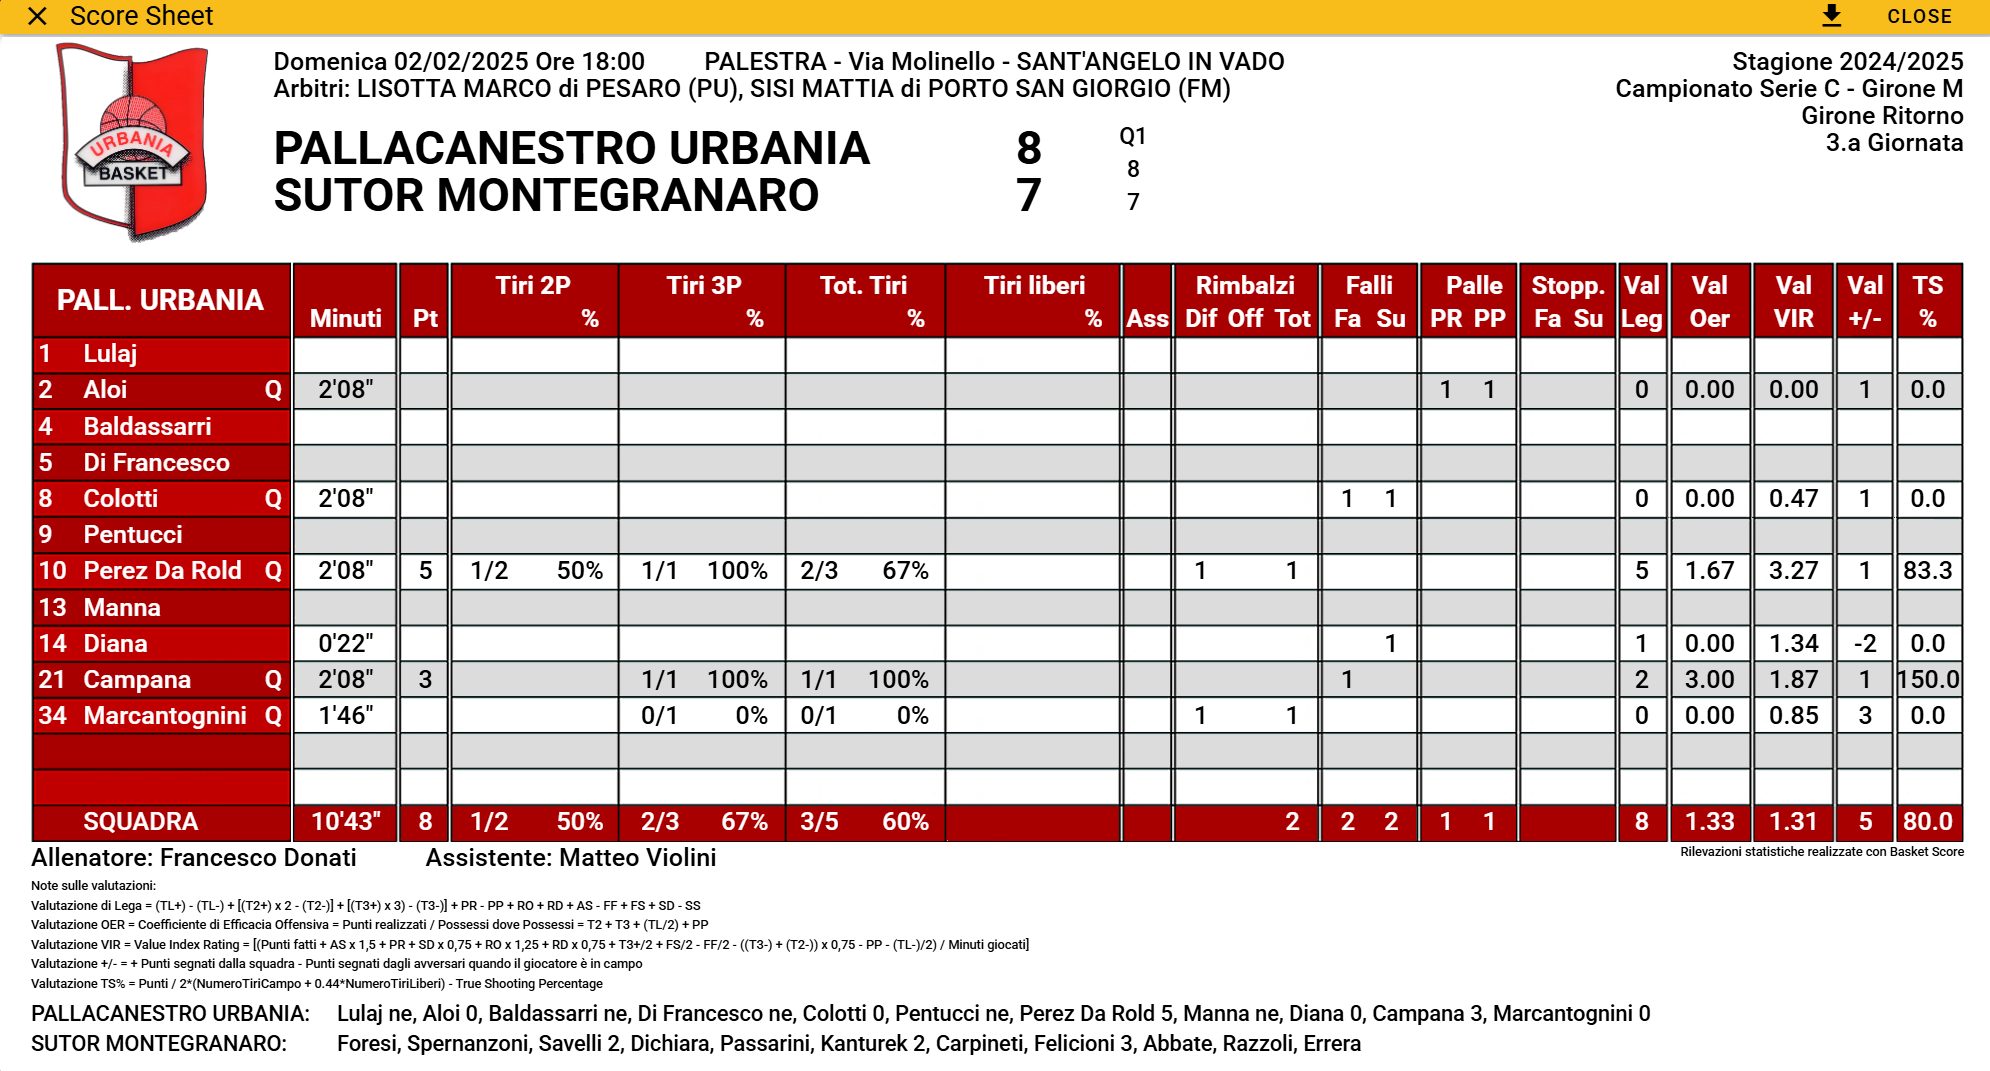 Score Sheet CLOSE
URBANIA
BASKET
Domenica 02/02/2025 Ore 18:00 PALESTRA - Via Molinello - SANT'ANGELO IN VADO
Arbitri: LISOTTA MARCO di PESARO (PU), SISI MATTIA di PORTO SAN GIORGIO (FM)
Stagione 2024/2025
Campionato Serie C - Girone M
Girone Ritorno
3.a Giornata
Q1
PALLACANESTRO URBANIA 8 8
SUTOR MONTEGRANARO 7 7
PALL. URBANIA Minuti Pt Tiri 2P % Tiri 3P % Tot. Tiri % Tiri liberi % Ass Rimbalzi Dif Off Tot Falli Fa Su Palle PR PP Stopp. Fa Su Val Leg Val Oer Val VIR Val +/- TS %
1 Lulaj
2 Aloi Q 2'08" 1 1 0 0.00 0.00 1 0.0
4 Baldassarri
5 Di Francesco
8 Colotti Q 2'08" 1 1 0 0.00 0.47 1 0.0
9 Pentucci
10 Perez Da Rold Q 2'08" 5 1/2 50% 1/1 100% 2/3 67% 1 1 5 1.67 3.27 1 83.3
13 Manna
14 Diana 0'22" 1 1 0.00 1.34 -2 0.0
21 Campana Q 2'08" 3 1/1 100% 1/1 100% 1 2 3.00 1.87 1 150.0
34 Marcantognini Q 1'46" 0/1 0% 0/1 0% 1 1 0 0.00 0.85 3 0.0
SQUADRA 10'43" 8 1/2 50% 2/3 67% 3/5 60% 2 2 2 1 1 8 1.33 1.31 5 80.0
Allenatore: Francesco Donati Assistente: Matteo Violini Rilevazioni statistiche realizzate con Basket Score
Note sulle valutazioni:
Valutazione di Lega = (TL+) - (TL-) + [(T2+) x 2 - (T2-)] + [(T3+) x 3) - (T3-)] + PR - PP + RO + RD + AS - FF + FS + SD - SS
Valutazione OER = Coefficiente di Efficacia Offensiva = Punti realizzati / Possessi dove Possessi = T2 + T3 + (TL/2) + PP
Valutazione VIR = Value Index Rating = [(Punti fatti + AS x 1,5 + PR + SD x 0,75 + RO x 1,25 + RD x 0,75 + T3+/2 + FS/2 - FF/2 - ((T3-) + (T2-)) x 0,75 - PP - (TL-)/2) / Minuti giocati]
Valutazione +/- = + Punti segnati dalla squadra - Punti segnati dagli avversari quando il giocatore è in campo
Valutazione TS% = Punti / 2*(NumeroTiriCampo + 0.44*NumeroTiriLiberi) - True Shooting Percentage
PALLACANESTRO URBANIA: Lulaj ne, Aloi 0, Baldassarri ne, Di Francesco ne, Colotti 0, Pentucci ne, Perez Da Rold 5, Manna ne, Diana 0, Campana 3, Marcantognini 0
SUTOR MONTEGRANARO: Foresi, Spernanzoni, Savelli 2, Dichiara, Passarini, Kanturek 2, Carpineti, Felicioni 3, Abbate, Razzoli, Errera